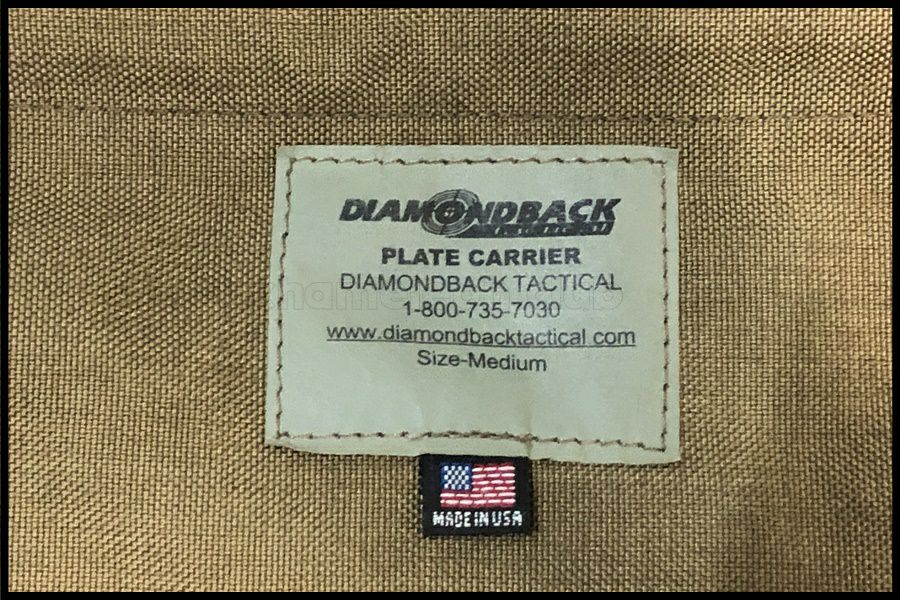 DIAMONDBACK
PLATE CARRIER
DIAMONDBACK TACTICAL
1-800-735-7030
www.diamondbacktactical.com
Size-Medium
MADE IN USA